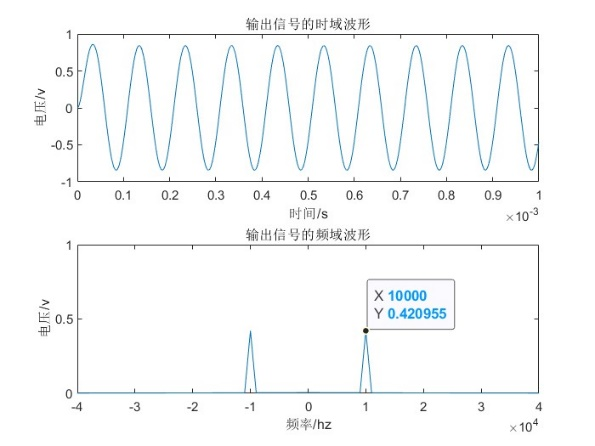 输出信号的时域波形
1
0.5
0
-0.5
-1
电压/v
0 0.1 0.2 0.3 0.4 0.5 0.6 0.7 0.8 0.9 1
时间/s
×10-3
输出信号的频域波形
1
0.5
0
电压/v
X 10000
Y 0.420955
-4 -3 -2 -1 0 1 2 3 4
频率/hz
×104